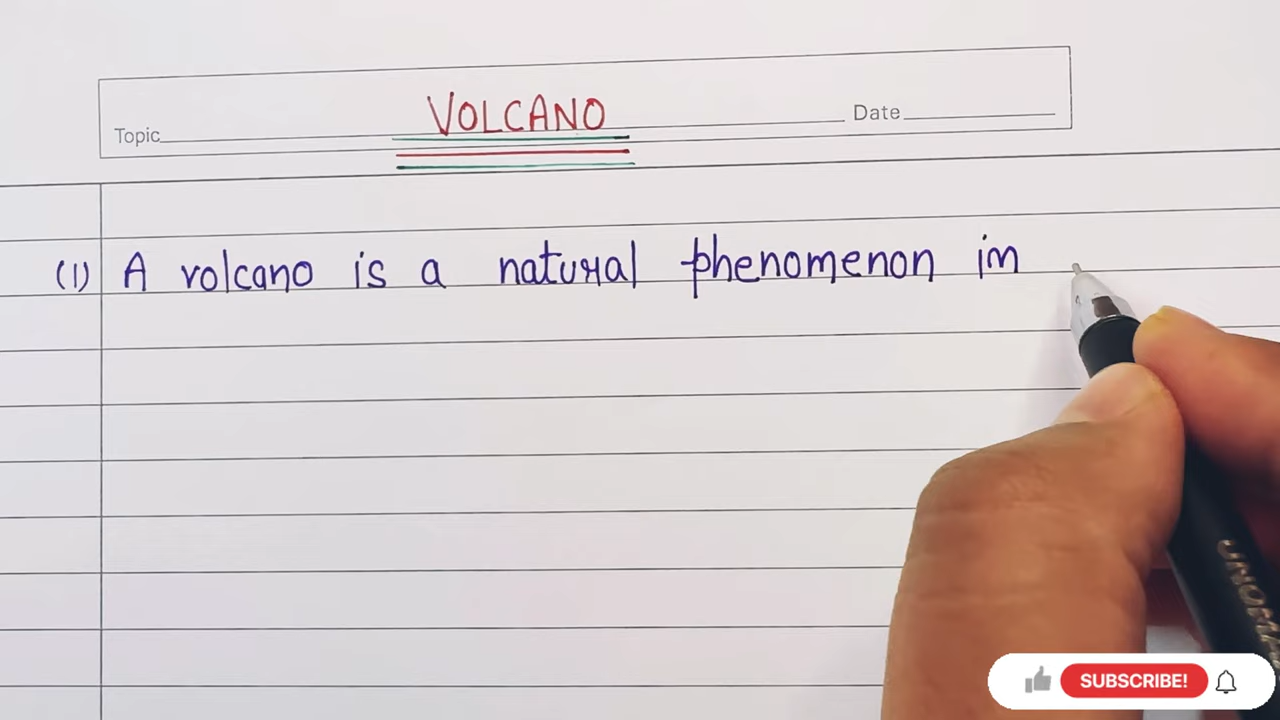 VOLCANO
Topic Date
(1) A volcano is a natural phenomenon in
SUBSCRIBE!